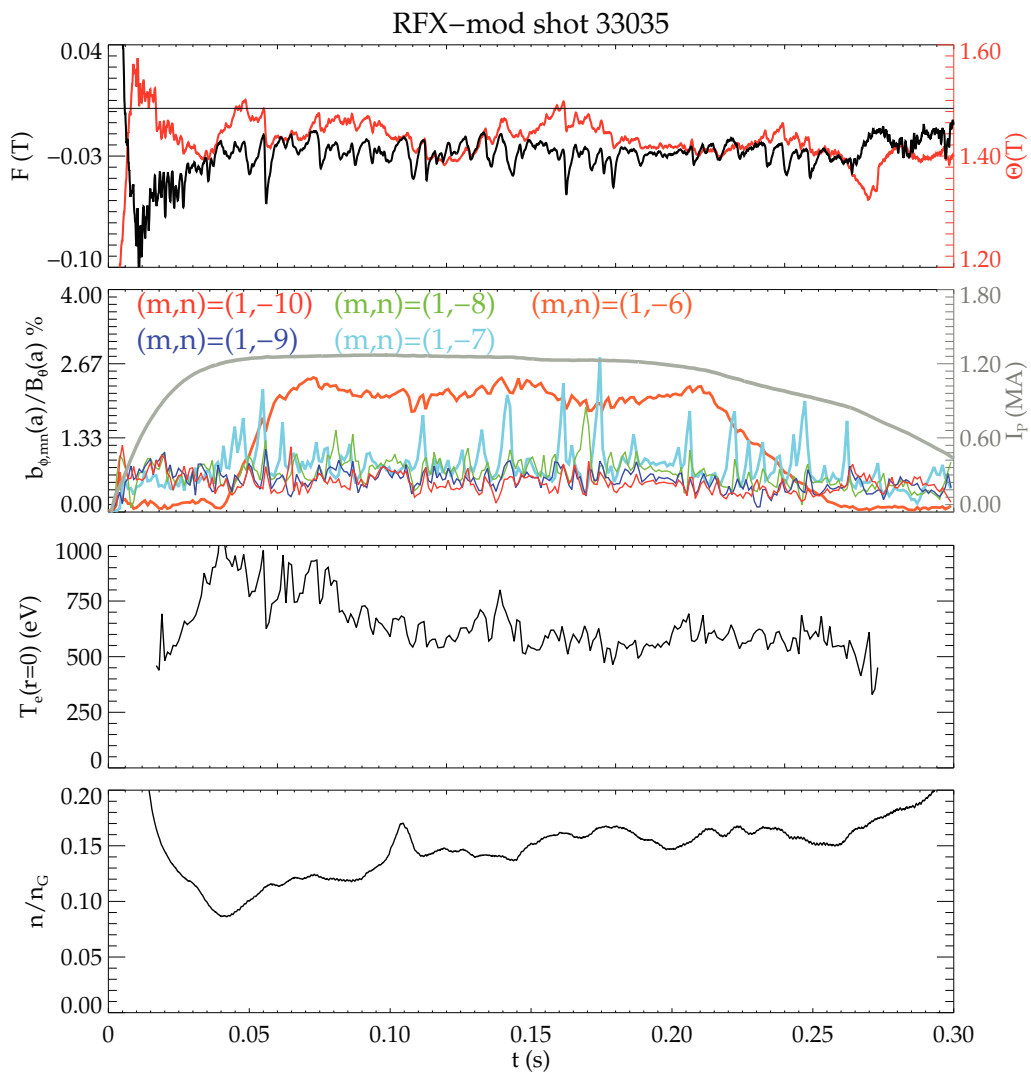 RFX−mod shot 33035
0.04
−0.03
−0.10
F (T)
1.60
1.40
1.20
Θ(T)
4.00
2.67
1.33
0.00
b_{ϕ,mn}(a)/B_θ(a) %
(m,n)=(1,−10) (m,n)=(1,−8) (m,n)=(1,−6)
(m,n)=(1,−9) (m,n)=(1,−7)
1.80
1.20
0.60
0.00
I_P (MA)
1000
750
500
250
0
T_e(r=0) (eV)
0.20
0.15
0.10
0.05
0.00
n/n_G
0 0.05 0.10 0.15 0.20 0.25 0.30
t (s)